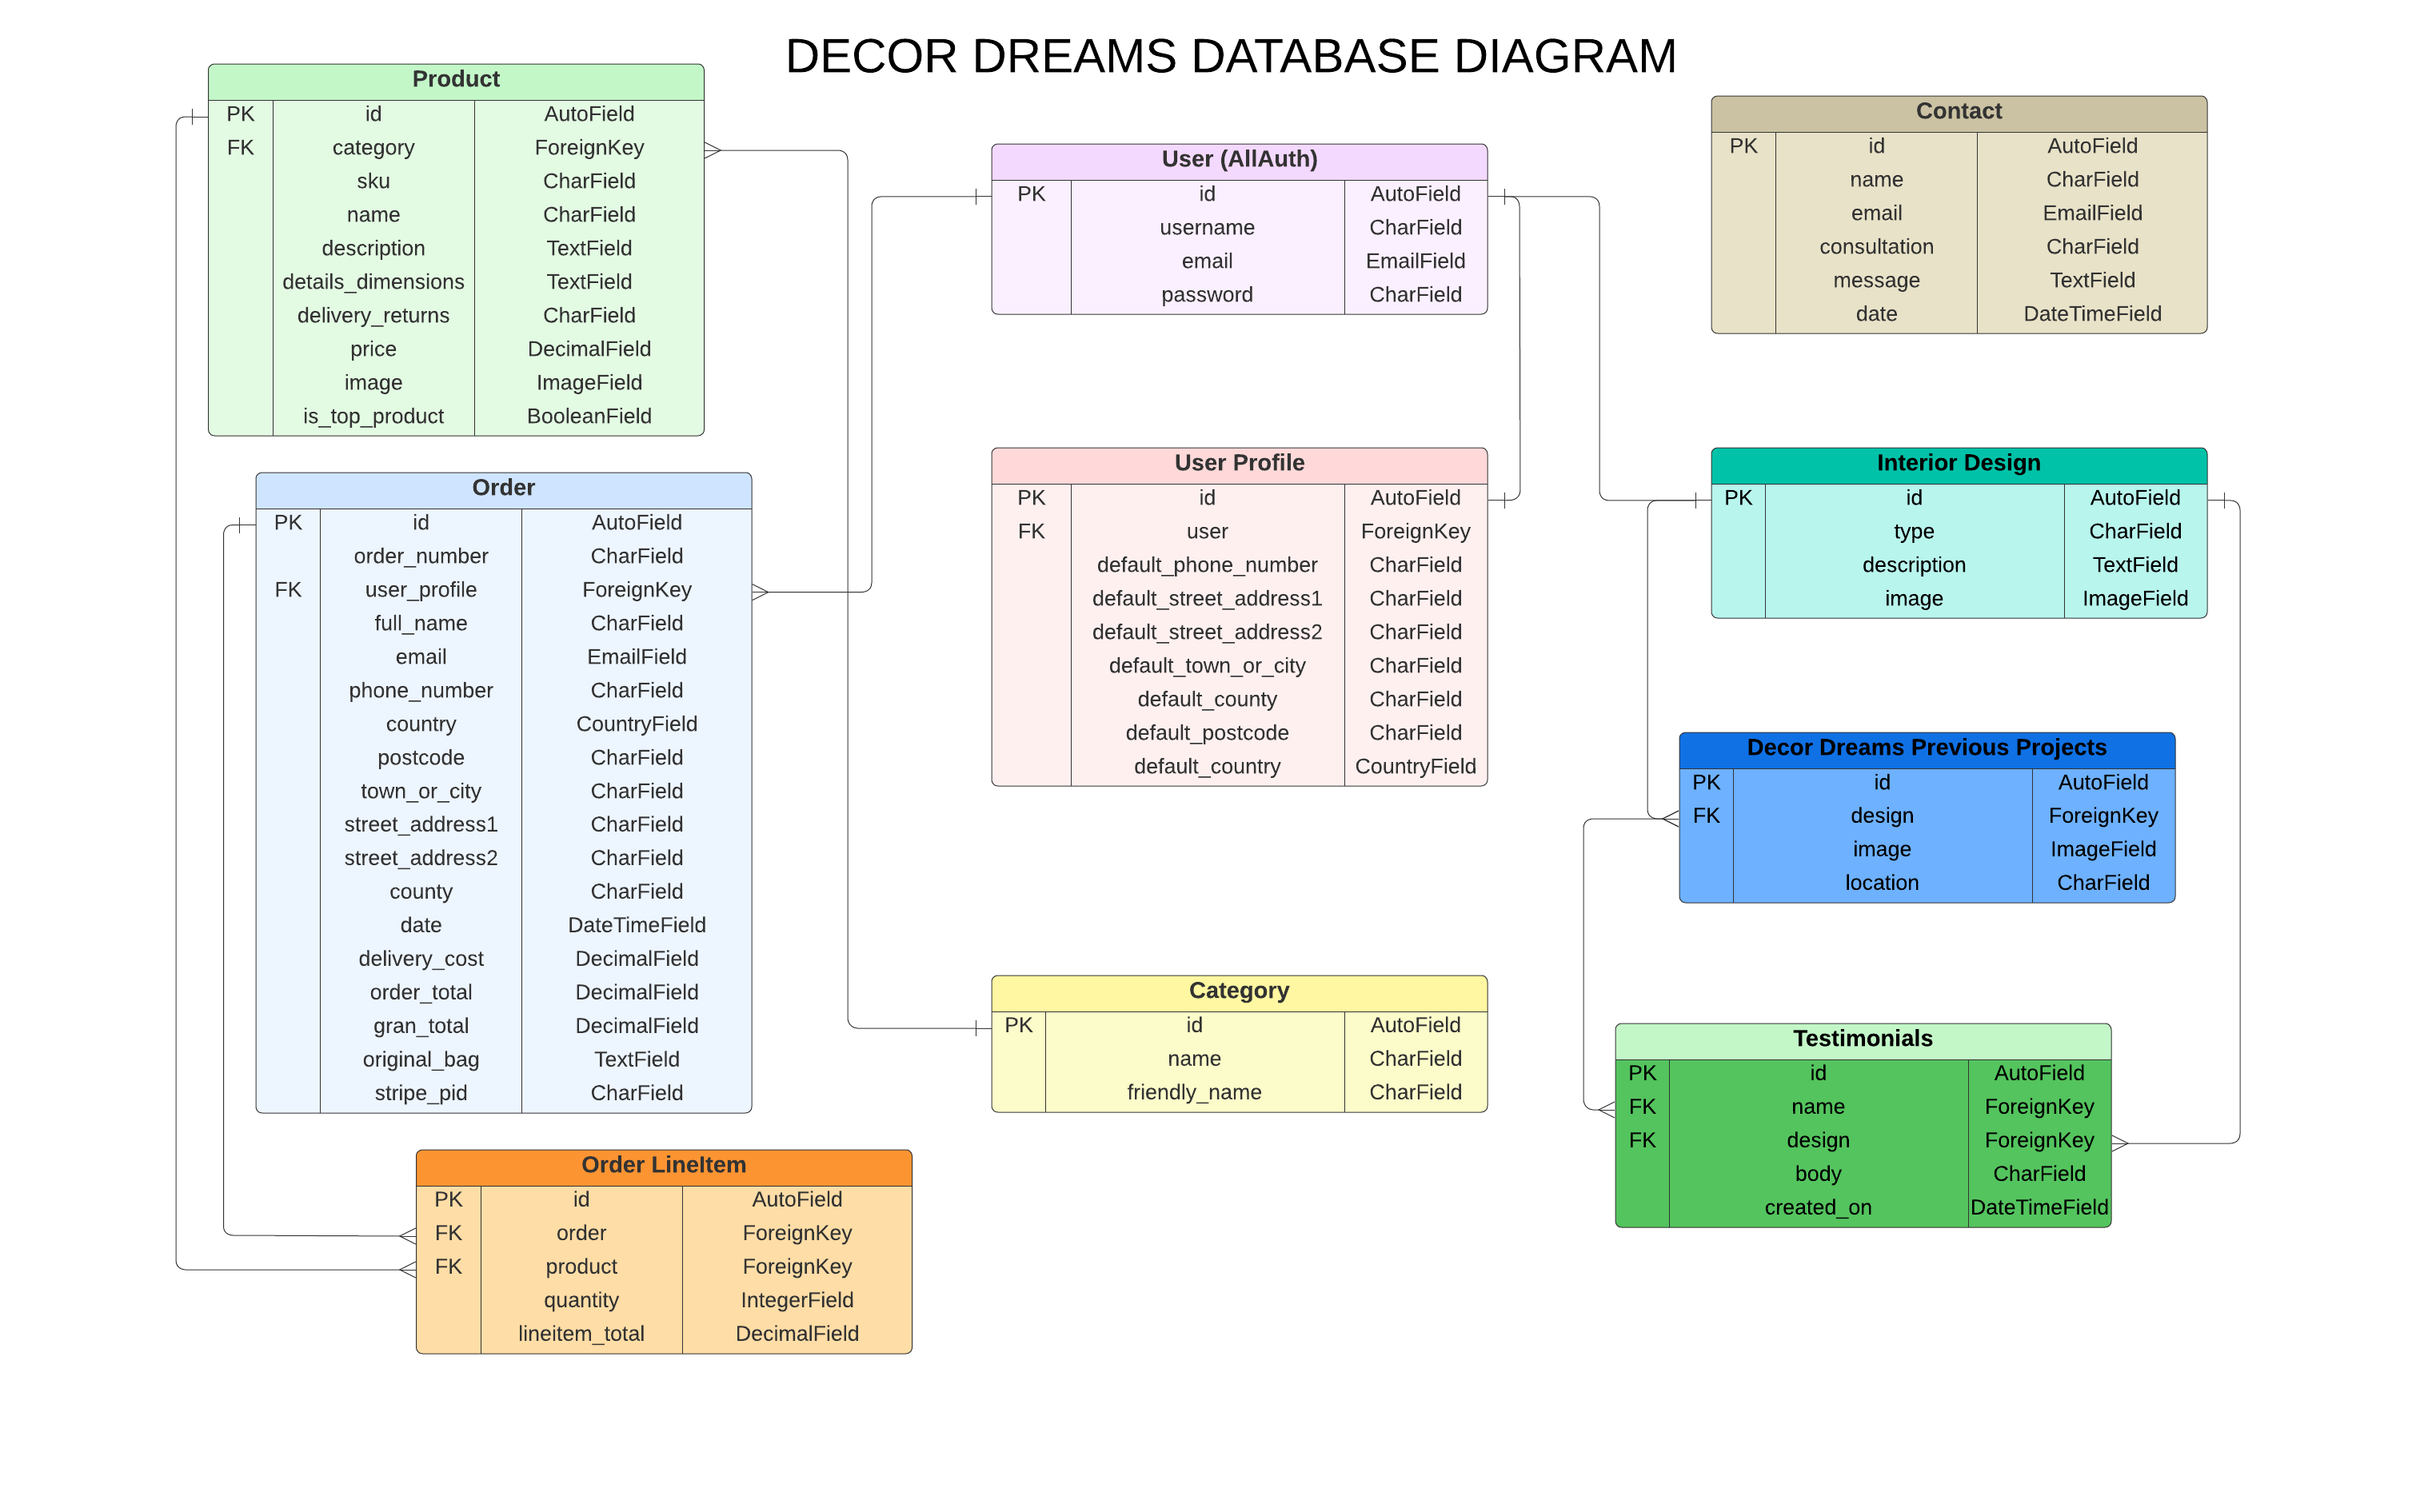 DECOR DREAMS DATABASE DIAGRAM
Product
PK id AutoField
FK category ForeignKey
sku CharField
name CharField
description TextField
details_dimensions TextField
delivery_returns CharField
price DecimalField
image ImageField
is_top_product BooleanField
Order
PK id AutoField
order_number CharField
FK user_profile ForeignKey
full_name CharField
email EmailField
phone_number CharField
country CountryField
postcode CharField
town_or_city CharField
street_address1 CharField
street_address2 CharField
county CharField
date DateTimeField
delivery_cost DecimalField
order_total DecimalField
gran_total DecimalField
original_bag TextField
stripe_pid CharField
Order LineItem
PK id AutoField
FK order ForeignKey
FK product ForeignKey
quantity IntegerField
lineitem_total DecimalField
User (AllAuth)
PK id AutoField
username CharField
email EmailField
password CharField
User Profile
PK id AutoField
FK user ForeignKey
default_phone_number CharField
default_street_address1 CharField
default_street_address2 CharField
default_town_or_city CharField
default_county CharField
default_postcode CharField
default_country CountryField
Category
PK id AutoField
name CharField
friendly_name CharField
Contact
PK id AutoField
name CharField
email EmailField
consultation CharField
message TextField
date DateTimeField
Interior Design
PK id AutoField
type CharField
description TextField
image ImageField
Decor Dreams Previous Projects
PK id AutoField
FK design ForeignKey
image ImageField
location CharField
Testimonials
PK id AutoField
FK name ForeignKey
FK design ForeignKey
body CharField
created_on DateTimeField